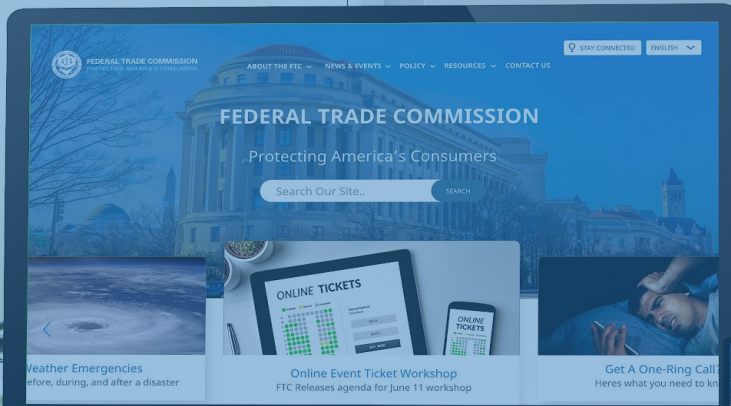 STAY CONNECTED
ENGLISH
FEDERAL TRADE COMMISSION
PROTECTING AMERICA'S CONSUMERS
ABOUT THE FTC
NEWS & EVENTS
POLICY
RESOURCES
CONTACT US
FEDERAL TRADE COMMISSION
Protecting America's Consumers
Search Our Site..
SEARCH
ONLINE TICKETS
BUY NOW
ONLINE
TICKETS
Weather Emergencies
efore, during, and after a disaster
Online Event Ticket Workshop
FTC Releases agenda for June 11 workshop
Get A One-Ring Call?
Heres what you need to kn